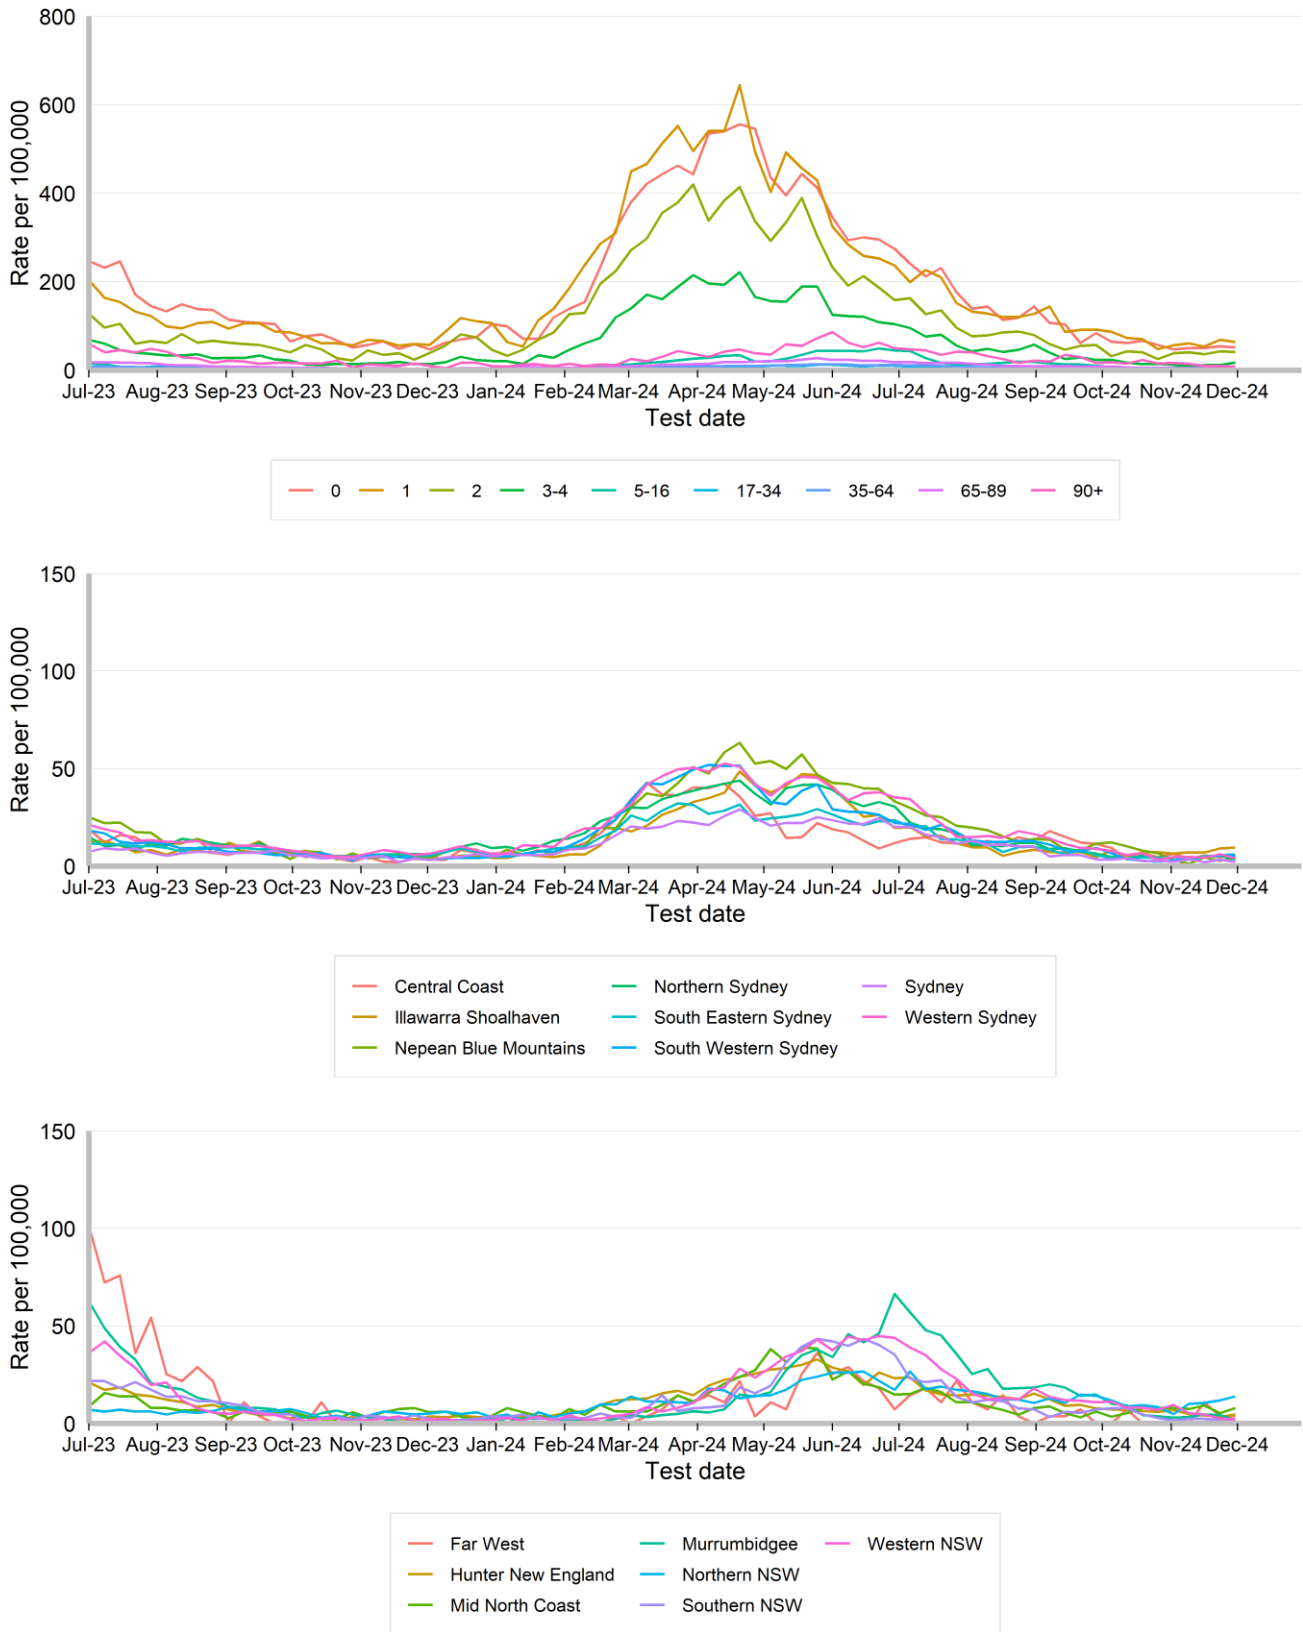 800
600
400
200
0
Rate per 100,000
Jul-23 Aug-23 Sep-23 Oct-23 Nov-23 Dec-23 Jan-24 Feb-24 Mar-24 Apr-24 May-24 Jun-24 Jul-24 Aug-24 Sep-24 Oct-24 Nov-24 Dec-24
Test date
0 1 2 3-4 5-16 17-34 35-64 65-89 90+
150
100
50
0
Rate per 100,000
Jul-23 Aug-23 Sep-23 Oct-23 Nov-23 Dec-23 Jan-24 Feb-24 Mar-24 Apr-24 May-24 Jun-24 Jul-24 Aug-24 Sep-24 Oct-24 Nov-24 Dec-24
Test date
Central Coast Northern Sydney Sydney
Illawarra Shoalhaven South Eastern Sydney Western Sydney
Nepean Blue Mountains South Western Sydney
150
100
50
0
Rate per 100,000
Jul-23 Aug-23 Sep-23 Oct-23 Nov-23 Dec-23 Jan-24 Feb-24 Mar-24 Apr-24 May-24 Jun-24 Jul-24 Aug-24 Sep-24 Oct-24 Nov-24 Dec-24
Test date
Far West Murrumbidgee Western NSW
Hunter New England Northern NSW
Mid North Coast Southern NSW